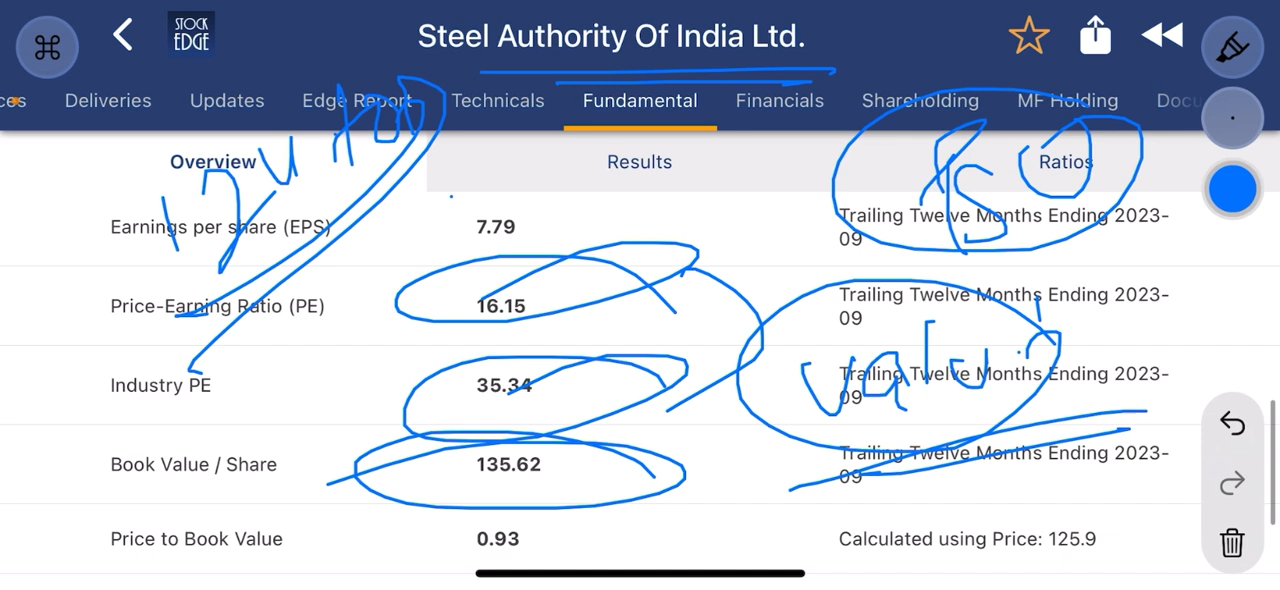 STOCK
EDGE
Steel Authority Of India Ltd.
Deliveries Updates Edge Report Technicals Fundamental Financials Shareholding MF Holding
Overview Results Ratios
Earnings per share (EPS) 7.79 Trailing Twelve Months Ending 2023-
09
Price-Earning Ratio (PE) 16.15 Trailing Twelve Months Ending 2023-
09
Industry PE 35.34 Trailing Twelve Months Ending 2023-
09
Book Value / Share 135.62 Trailing Twelve Months Ending 2023-
09
Price to Book Value 0.93 Calculated using Price: 125.9